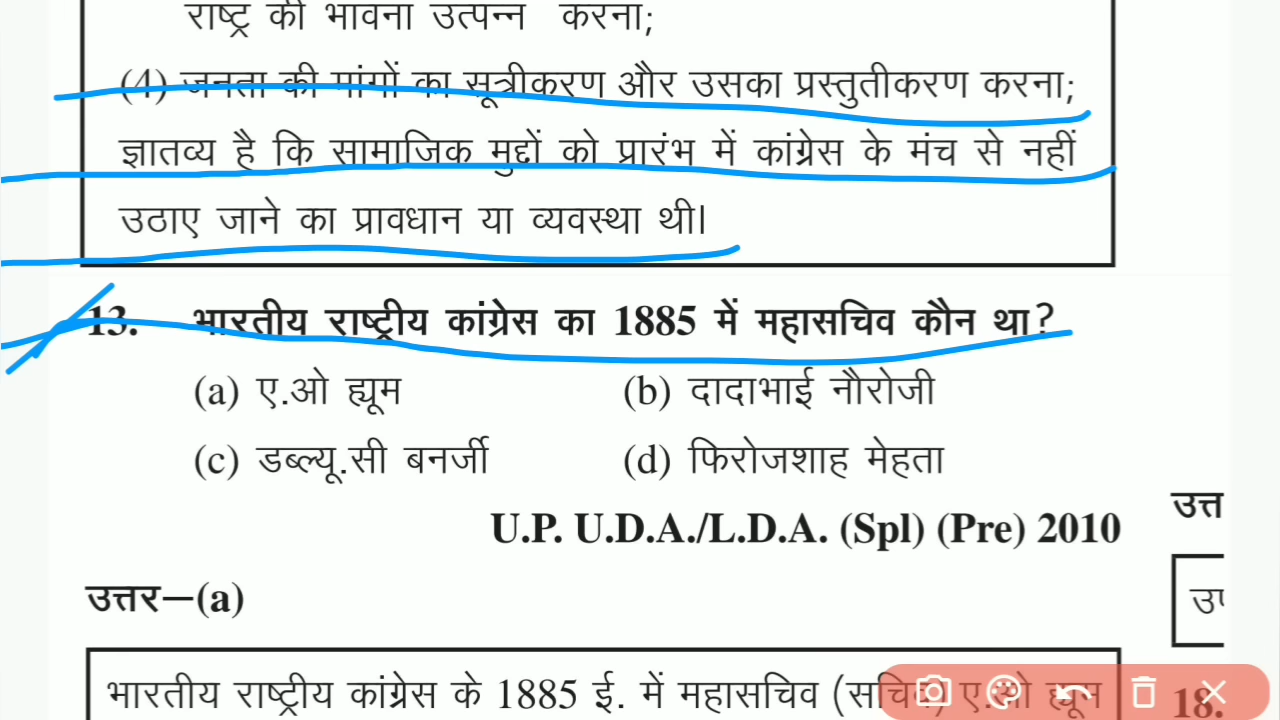 राष्ट्र की भावना उत्पन्न करना;
(4) जनता की मांगों का सूत्रीकरण और उसका प्रस्तुतीकरण करना;
ज्ञातव्य है कि सामाजिक मुद्दों को प्रारंभ में कांग्रेस के मंच से नहीं
उठाए जाने का प्रावधान या व्यवस्था थी।
13. भारतीय राष्ट्रीय कांग्रेस का 1885 में महासचिव कौन था?
(a) ए.ओ ह्यूम (b) दादाभाई नौरोजी
(c) डब्ल्यू.सी बनर्जी (d) फिरोजशाह मेहता
U.P. U.D.A./L.D.A. (Spl) (Pre) 2010
उत्तर—(a)
भारतीय राष्ट्रीय कांग्रेस के 1885 ई. में महासचिव (सचिव) ए.ओ ह्यूम
18.